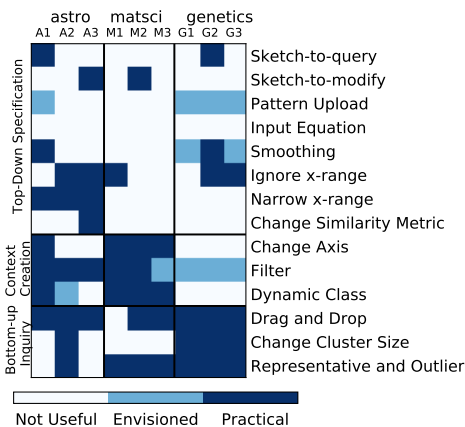 astro matsci genetics
A1 A2 A3 M1 M2 M3 G1 G2 G3
Top-Down Specification
Sketch-to-query
Sketch-to-modify
Pattern Upload
Input Equation
Smoothing
Ignore x-range
Narrow x-range
Change Similarity Metric
Context
Creation
Change Axis
Filter
Dynamic Class
Bottom-up
Inquiry
Drag and Drop
Change Cluster Size
Representative and Outlier
Not Useful Envisioned Practical